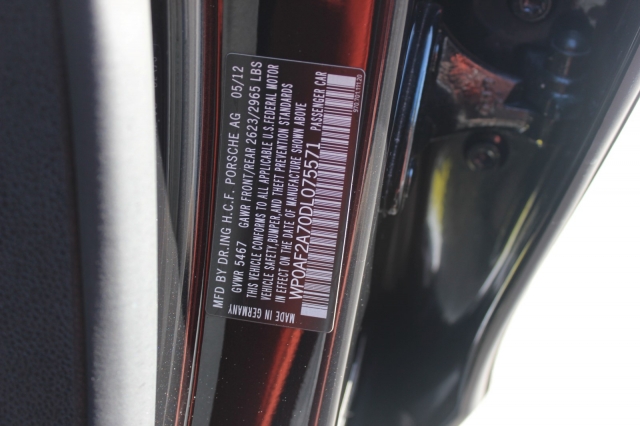 MFD BY DR.ING H.C.F. PORSCHE AG 05/12
GVWR 5467 GAWR FRONT/REAR 2623/2965 LBS
THIS VEHICLE CONFORMS TO ALL APPLICABLE U.S.FEDERAL MOTOR
VEHICLE SAFETY,BUMPER,AND THEFT PREVENTION STANDARDS
IN EFFECT ON THE DATE OF MANUFACTURE SHOWN ABOVE
WP0AF2A70DL075571 PASSENGER CAR
MADE IN GERMANY